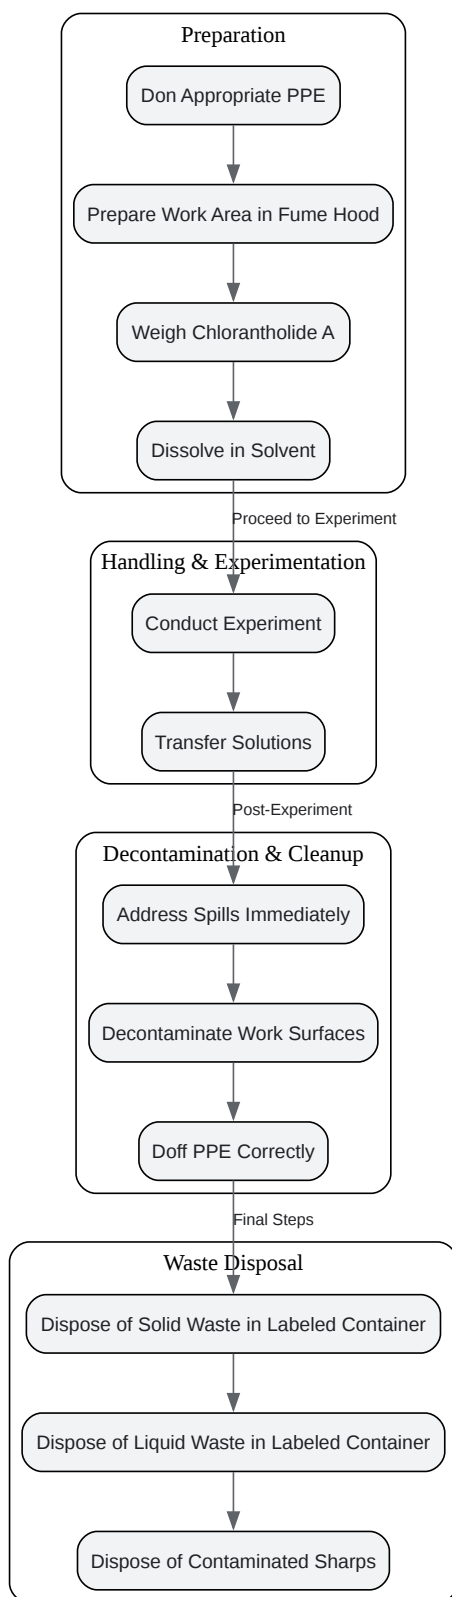 Preparation
Don Appropriate PPE
Prepare Work Area in Fume Hood
Weigh Chlorantholide A
Dissolve in Solvent
Proceed to Experiment
Handling & Experimentation
Conduct Experiment
Transfer Solutions
Post-Experiment
Decontamination & Cleanup
Address Spills Immediately
Decontaminate Work Surfaces
Doff PPE Correctly
Final Steps
Waste Disposal
Dispose of Solid Waste in Labeled Container
Dispose of Liquid Waste in Labeled Container
Dispose of Contaminated Sharps